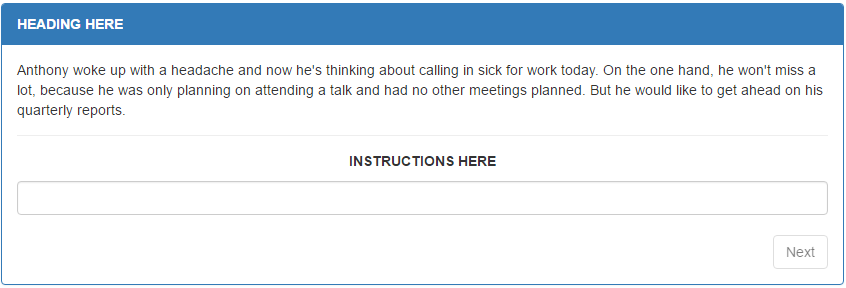 HEADING HERE
Anthony woke up with a headache and now he's thinking about calling in sick for work today. On the one hand, he won't miss a
lot, because he was only planning on attending a talk and had no other meetings planned. But he would like to get ahead on his
quarterly reports.
INSTRUCTIONS HERE
Next